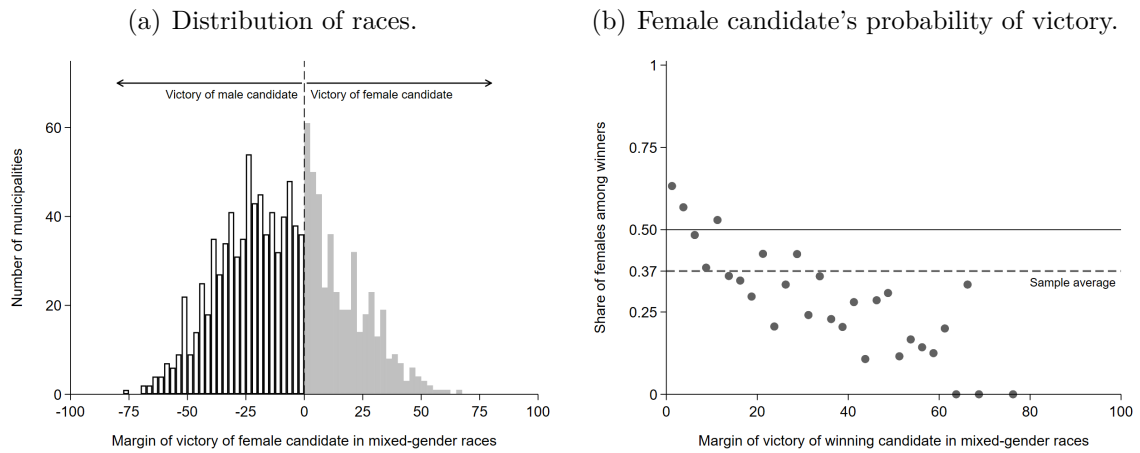 (a) Distribution of races.
Victory of male candidate
Victory of female candidate
Number of municipalities
60
40
20
0
-100
-75
-50
-25
0
25
50
75
100
Margin of victory of female candidate in mixed-gender races
(b) Female candidate's probability of victory.
Share of females among winners
1
0.75
0.50
0.37
0.25
0
Sample average
0
20
40
60
80
100
Margin of victory of winning candidate in mixed-gender races